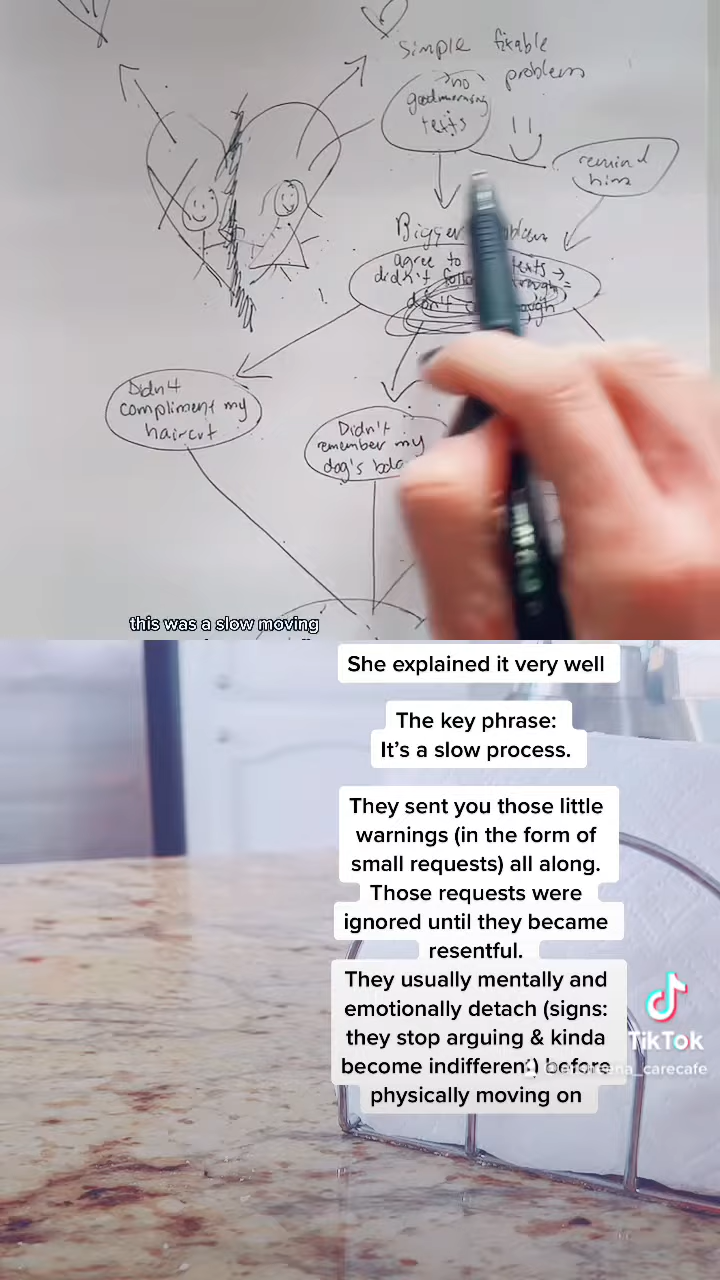 simple fixable
problem
no
goodmorning
texts
remind
him
agree to
texts →
didn't
don't
Didn't
compliment my
haircut
Didn't
remember my
dog's
this was a slow moving
She explained it very well
The key phrase:
It's a slow process.
They sent you those little
warnings (in the form of
small requests) all along.
Those requests were
ignored until they became
resentful.
They usually mentally and
emotionally detach (signs:
they stop arguing & kinda
become indifferent) before
physically moving on
TikTok